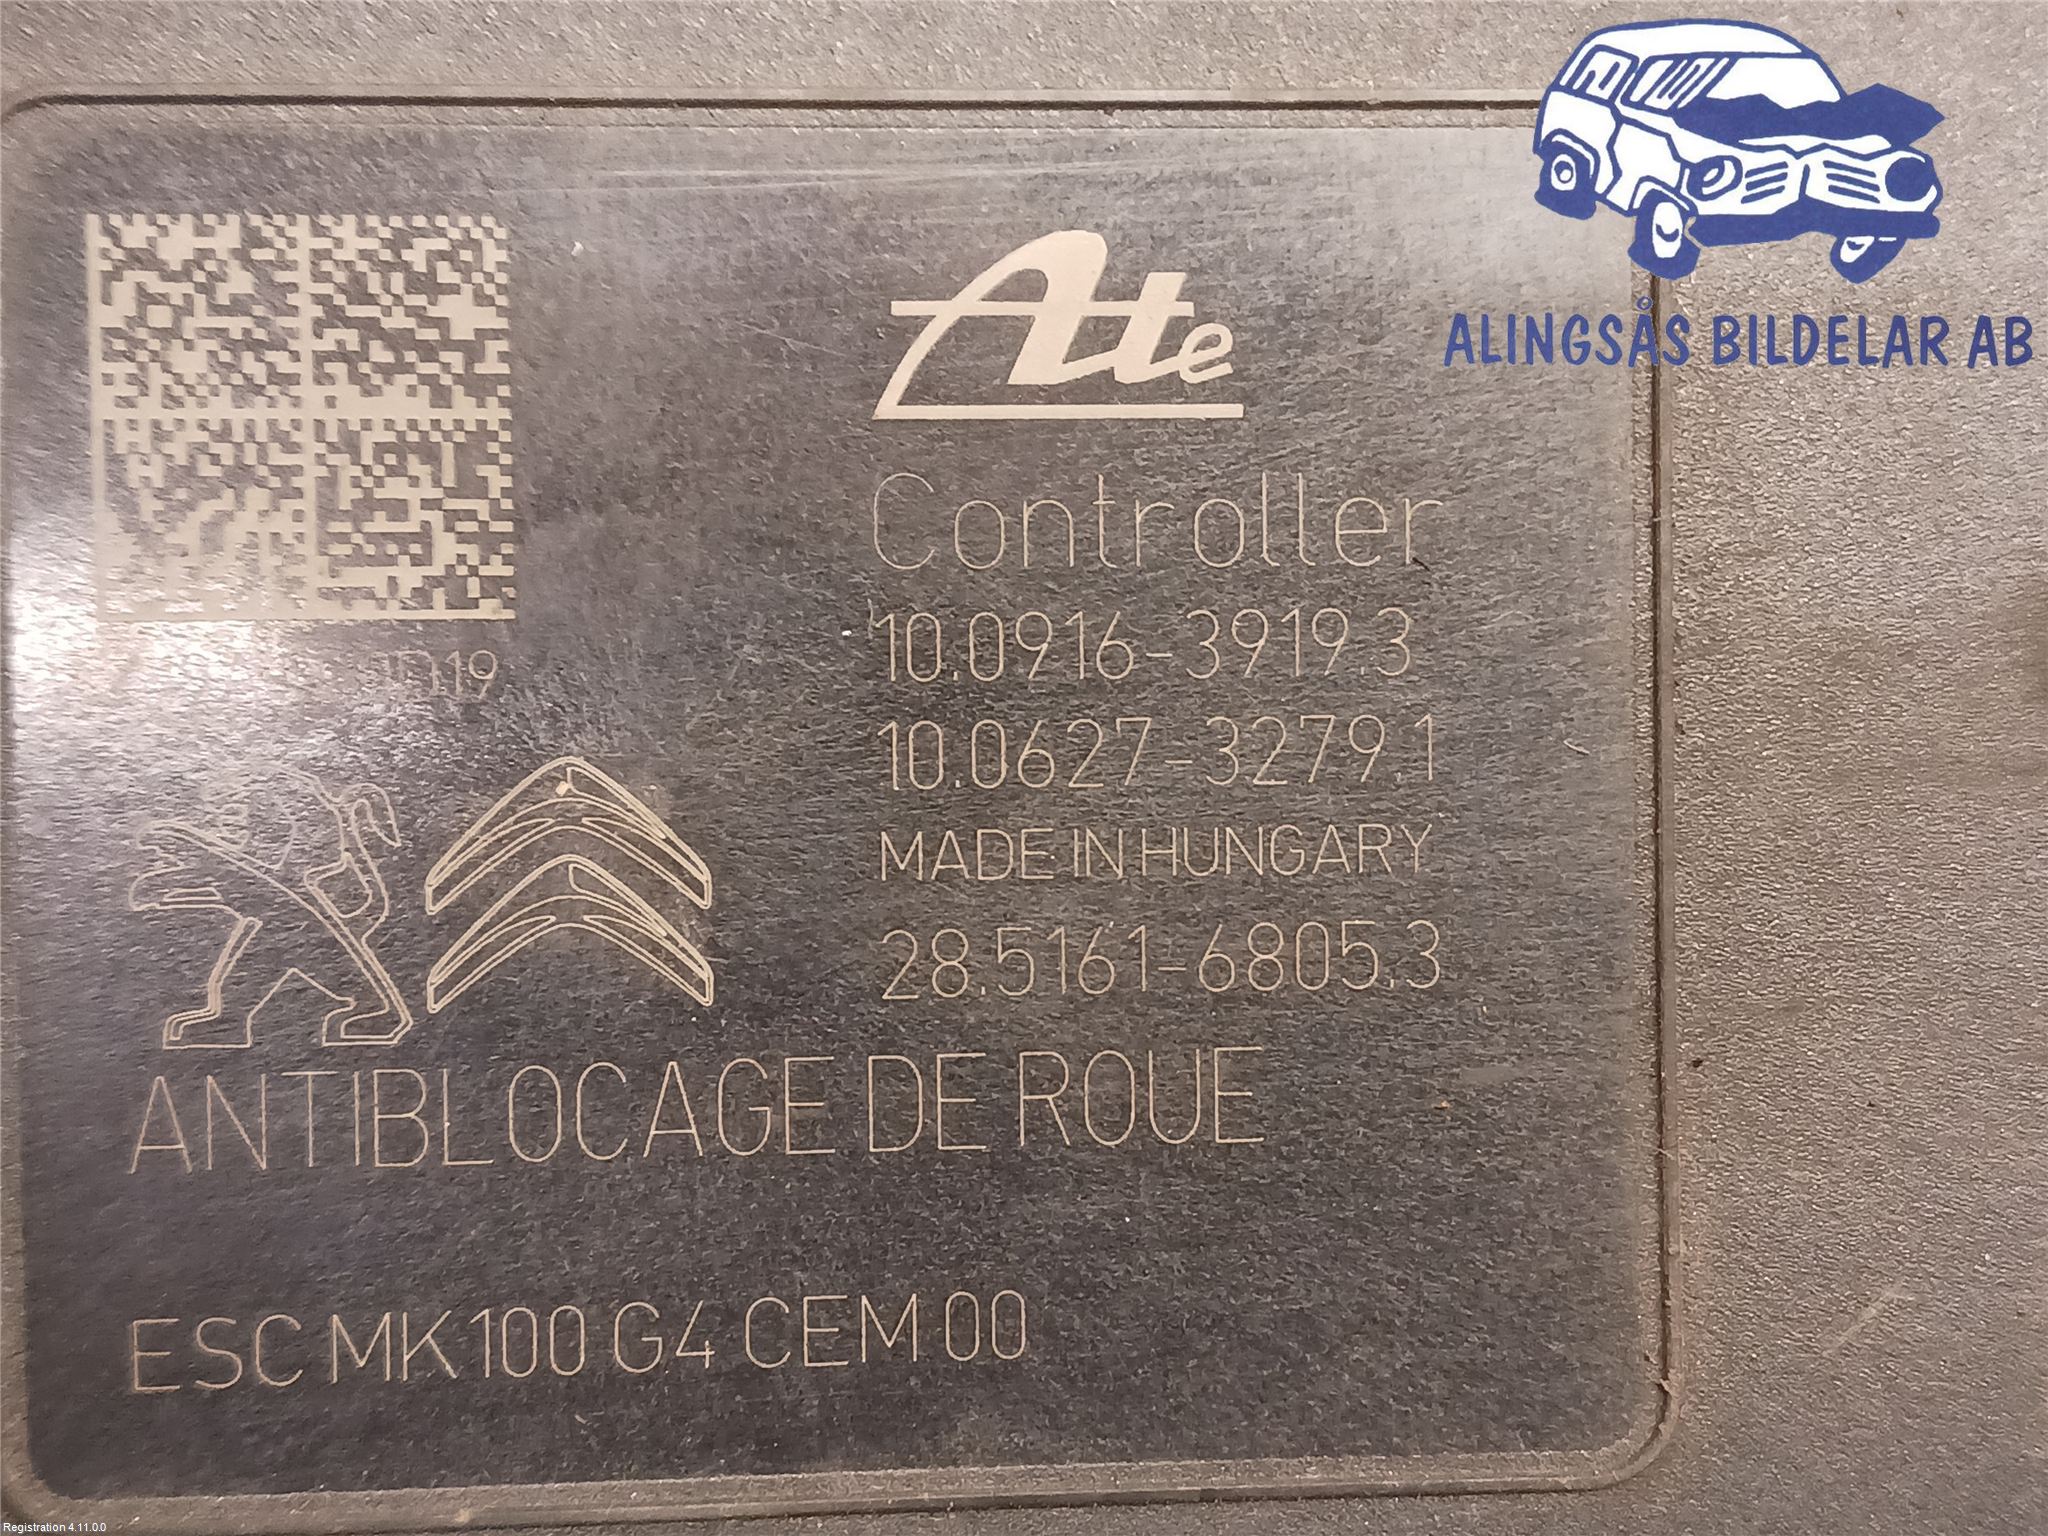 ALINGSÅS BILDELAR AB
Ate
Controller
10.0916-3919.3
10.0627-3279.1
MADE IN HUNGARY
28.5161-6805.3
ANTIBLOCAGE DE ROUE
ESC MK100 G4 CEM 00
Registration 4.11.0.0